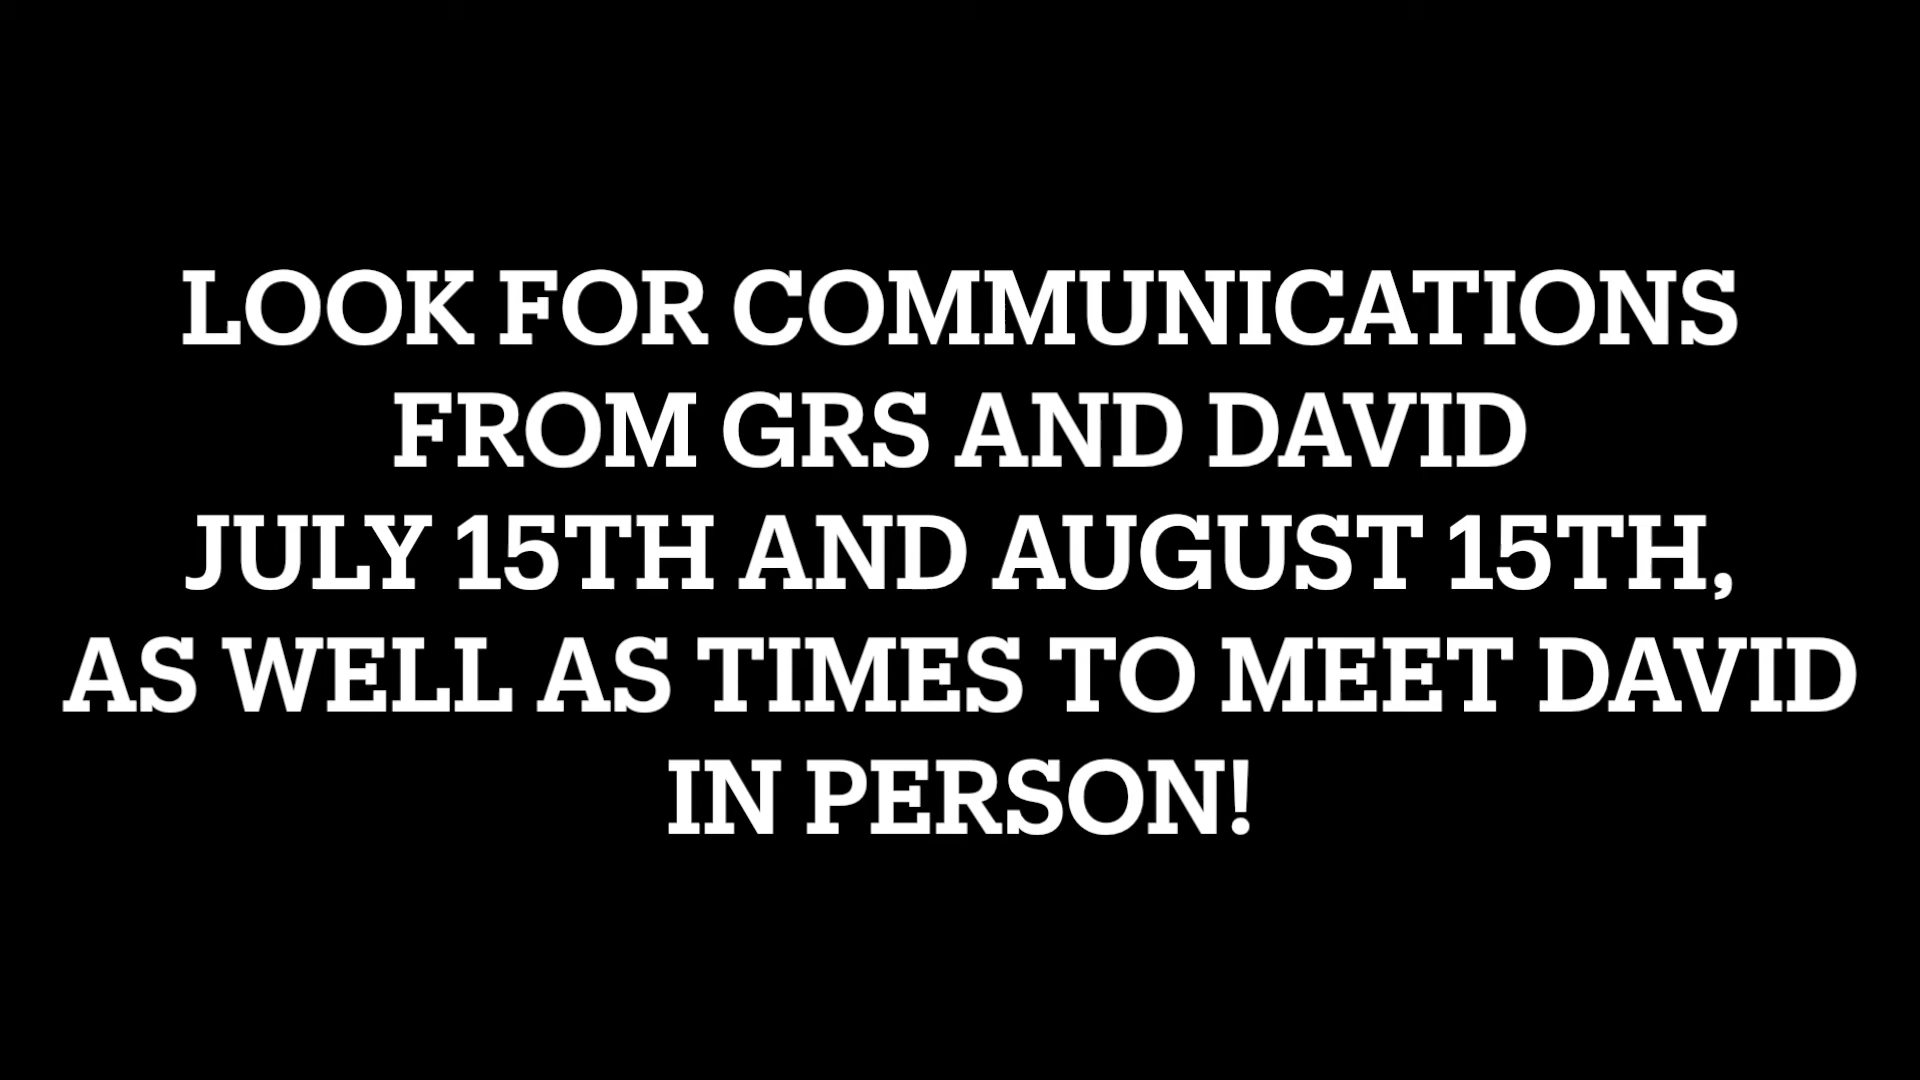 LOOK FOR COMMUNICATIONS
FROM GRS AND DAVID
JULY 15TH AND AUGUST 15TH,
AS WELL AS TIMES TO MEET DAVID
IN PERSON!